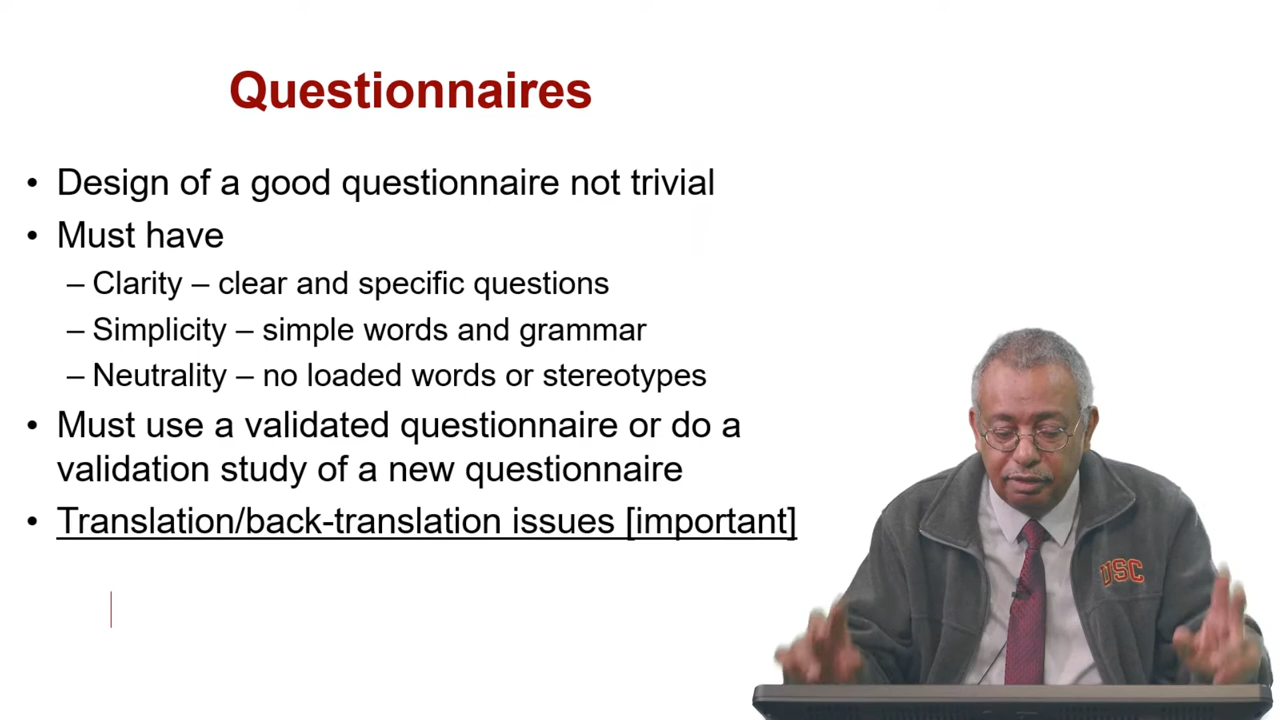 Questionnaires
• Design of a good questionnaire not trivial
• Must have
– Clarity – clear and specific questions
– Simplicity – simple words and grammar
– Neutrality – no loaded words or stereotypes
• Must use a validated questionnaire or do a
validation study of a new questionnaire
• Translation/back-translation issues [important]
USC